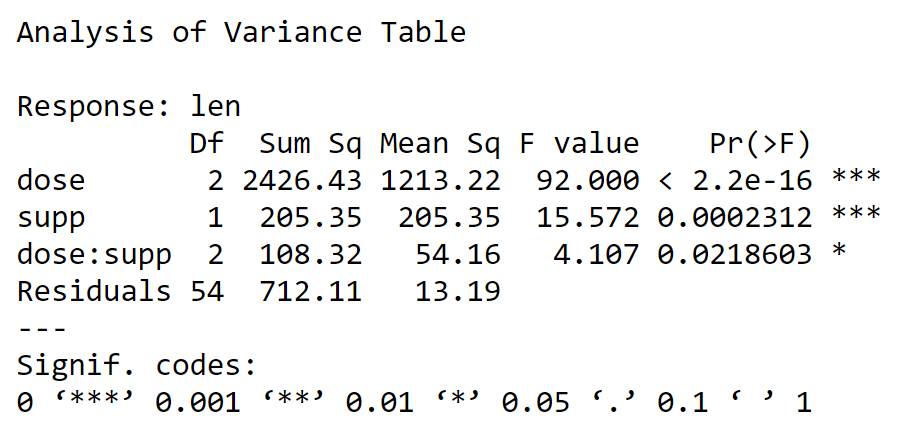 Analysis of Variance Table

Response: len
          Df  Sum Sq Mean Sq F value    Pr(>F)
dose       2 2426.43 1213.22  92.000 < 2.2e-16 ***
supp       1  205.35  205.35  15.572 0.0002312 ***
dose:supp  2  108.32   54.16   4.107 0.0218603 *
Residuals 54  712.11   13.19
---
Signif. codes:
0 ‘***’ 0.001 ‘**’ 0.01 ‘*’ 0.05 ‘.’ 0.1 ‘ ’ 1